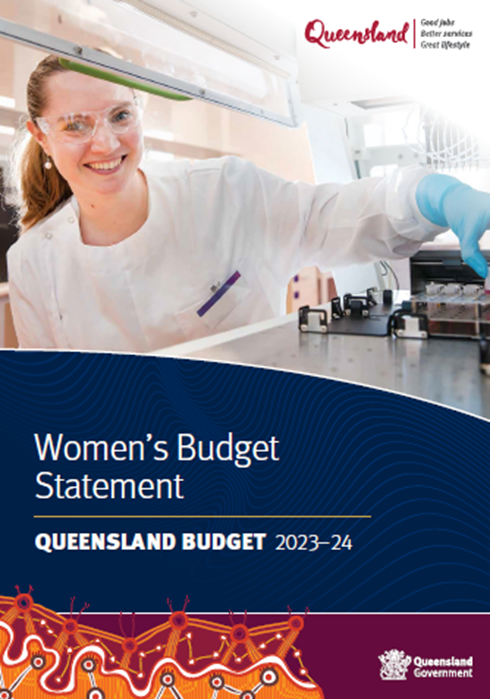 Queensland
Good jobs
Better services
Great lifestyle
Women's Budget
Statement
QUEENSLAND BUDGET 2023–24
Queensland
Government